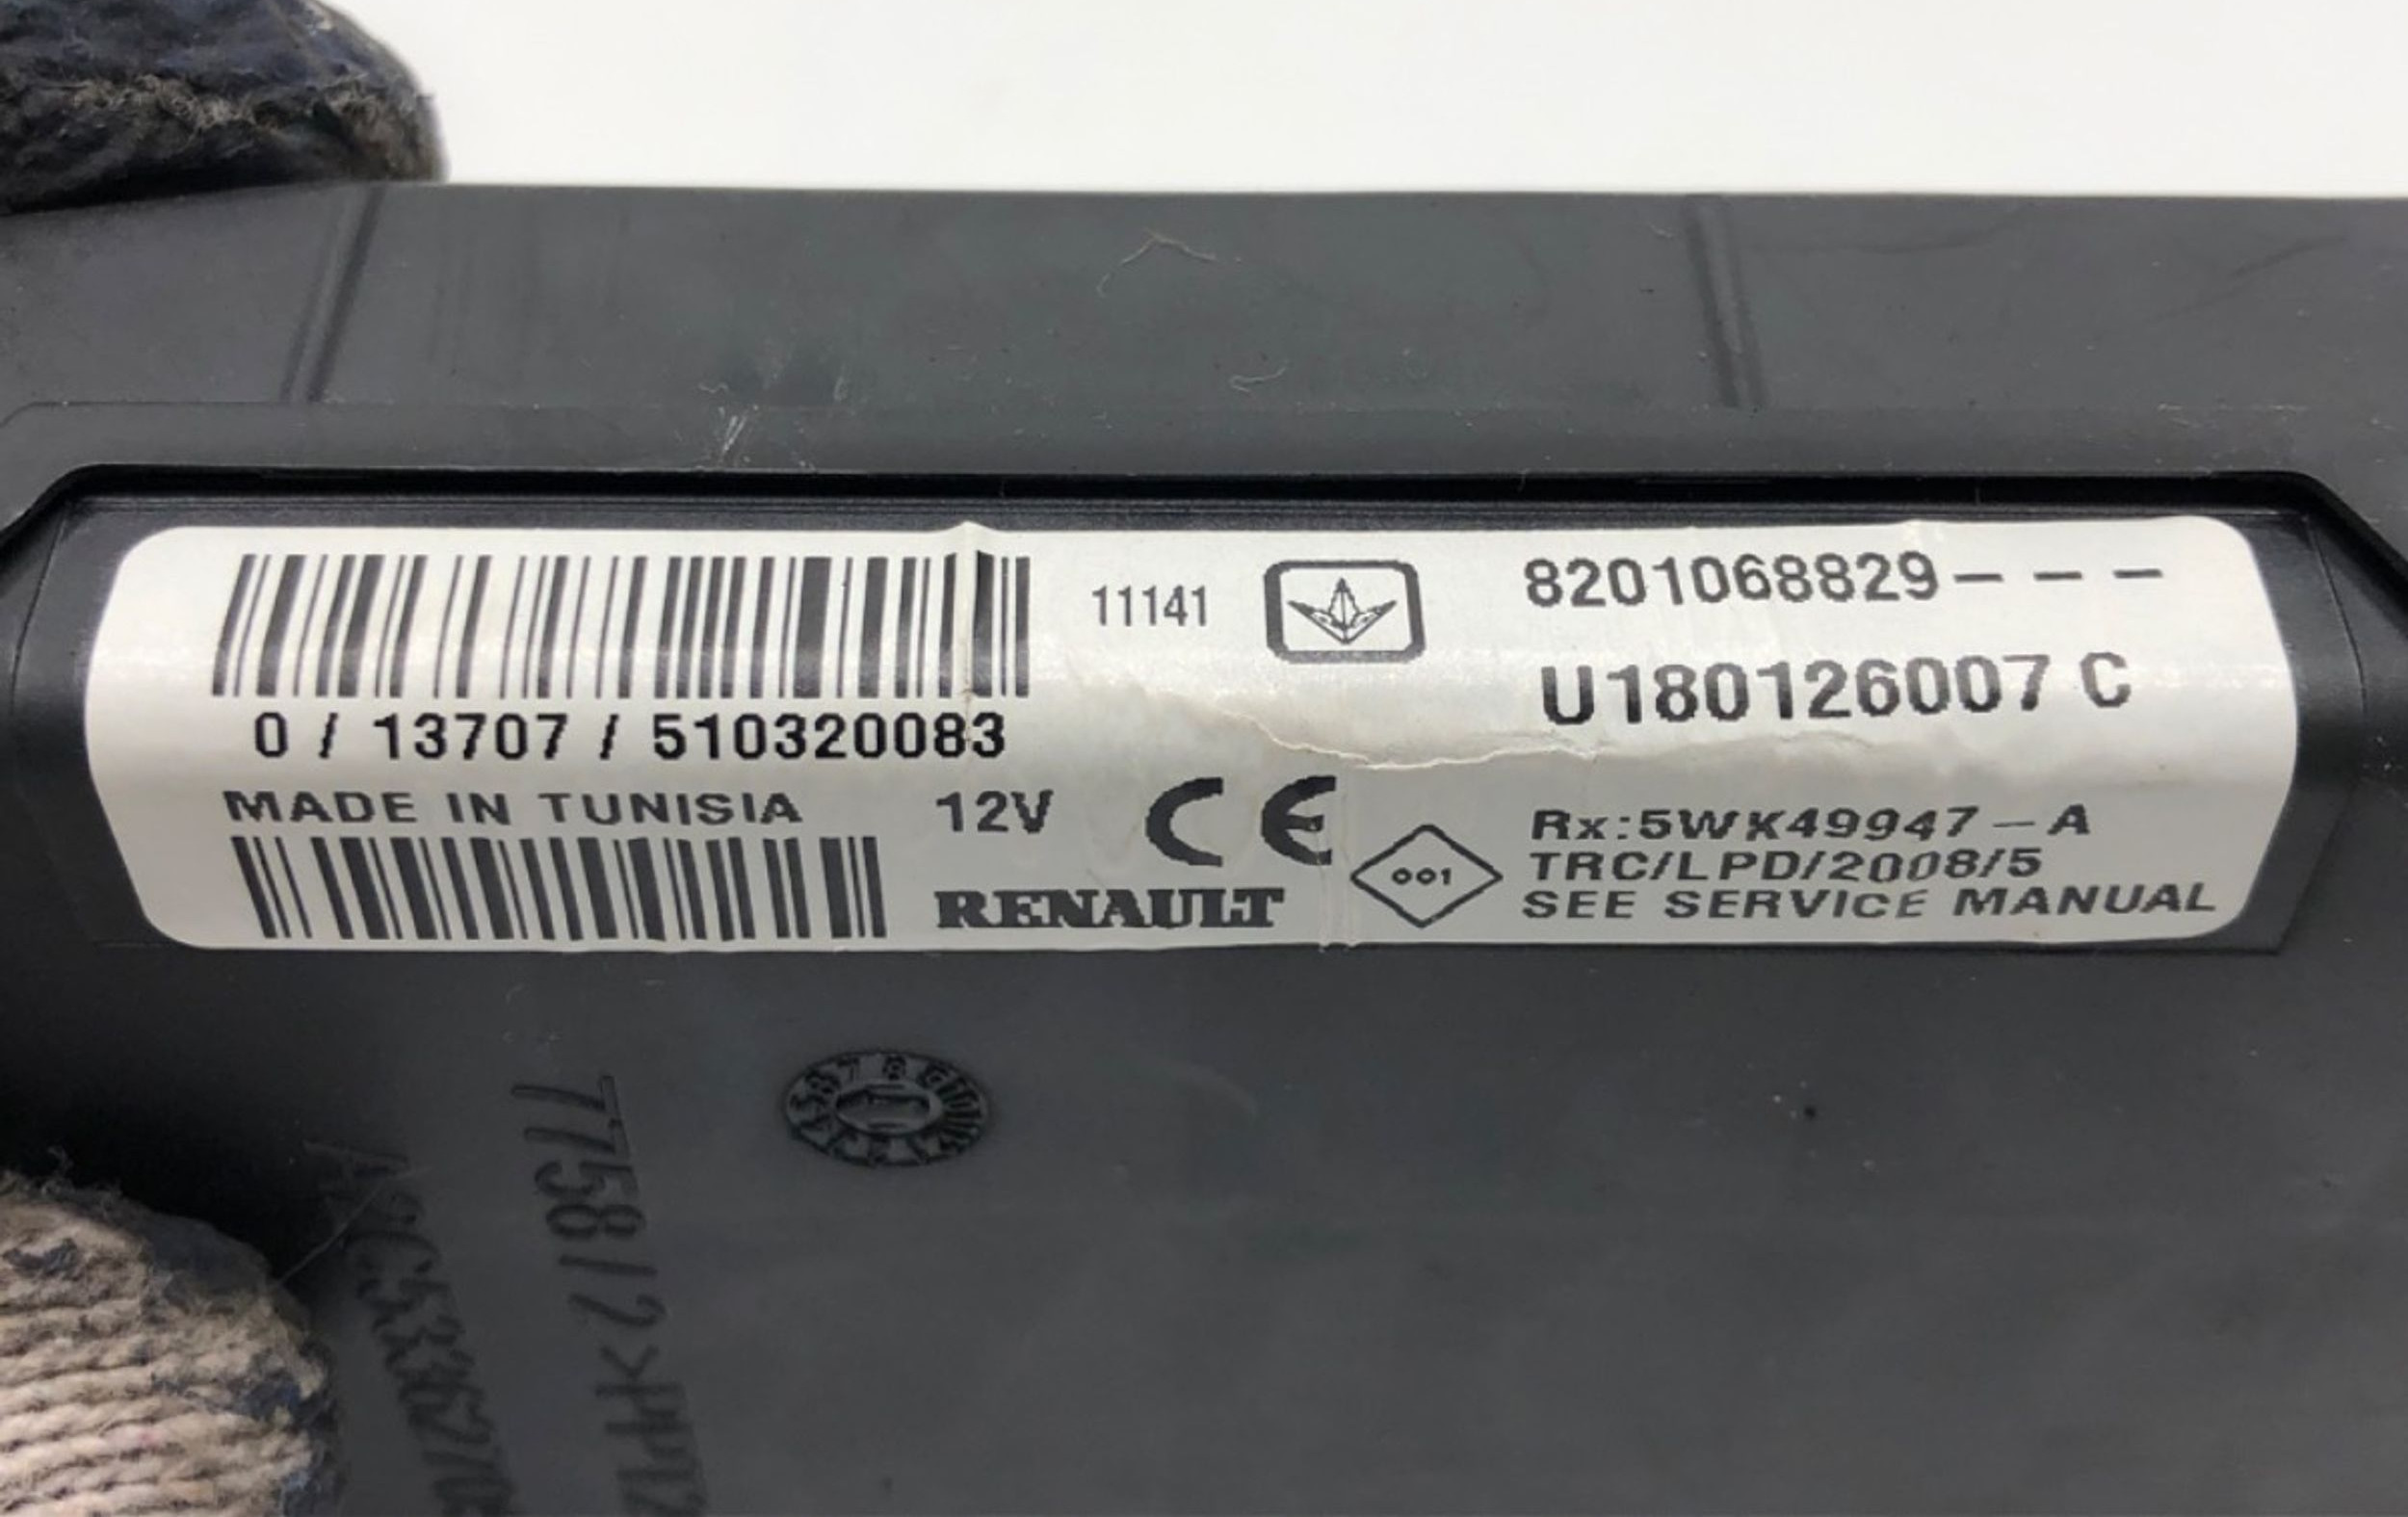 11141
8201068829---
U180126007 C
0 / 13707 / 510320083
MADE IN TUNISIA
12V
CE
RENAULT
001
Rx:5WK49947-A
TRC/LPD/2008/5
SEE SERVICE MANUAL